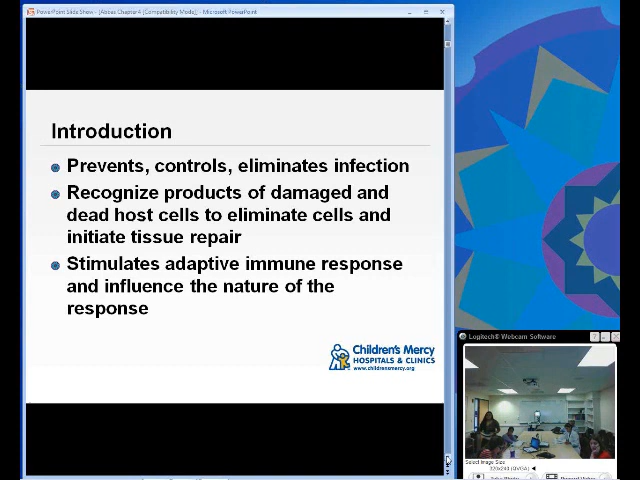 PowerPoint Slide Show - [Abbas Chapter 4 [Compatibility Mode]] - Microsoft PowerPoint
Introduction
Prevents, controls, eliminates infection
Recognize products of damaged and
dead host cells to eliminate cells and
initiate tissue repair
Stimulates adaptive immune response
and influence the nature of the
response
Children's Mercy
HOSPITALS & CLINICS
www.childrensmercy.org
Logitech® Webcam Software
Select Image Size
320x240 (QVGA)